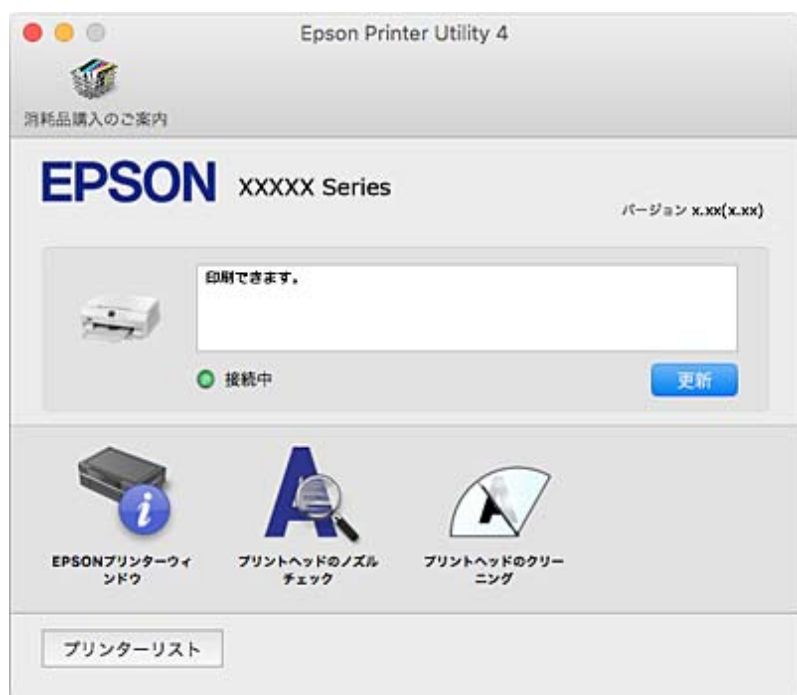 Epson Printer Utility 4
消耗品購入のご案内
EPSON XXXXX Series
バージョン x.xx(x.xx)
印刷できます。
接続中
更新
EPSONプリンターウィ
ンドウ
プリントヘッドのノズル
チェック
プリントヘッドのクリー
ニング
プリンターリスト